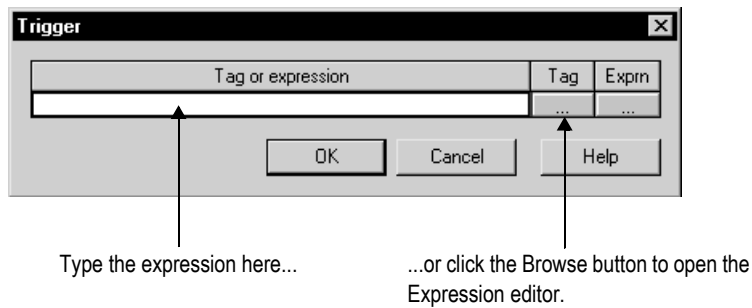 Trigger
Tag or expression Tag Exprn
... ...
OK Cancel Help
Type the expression here...
...or click the Browse button to open the
Expression editor.